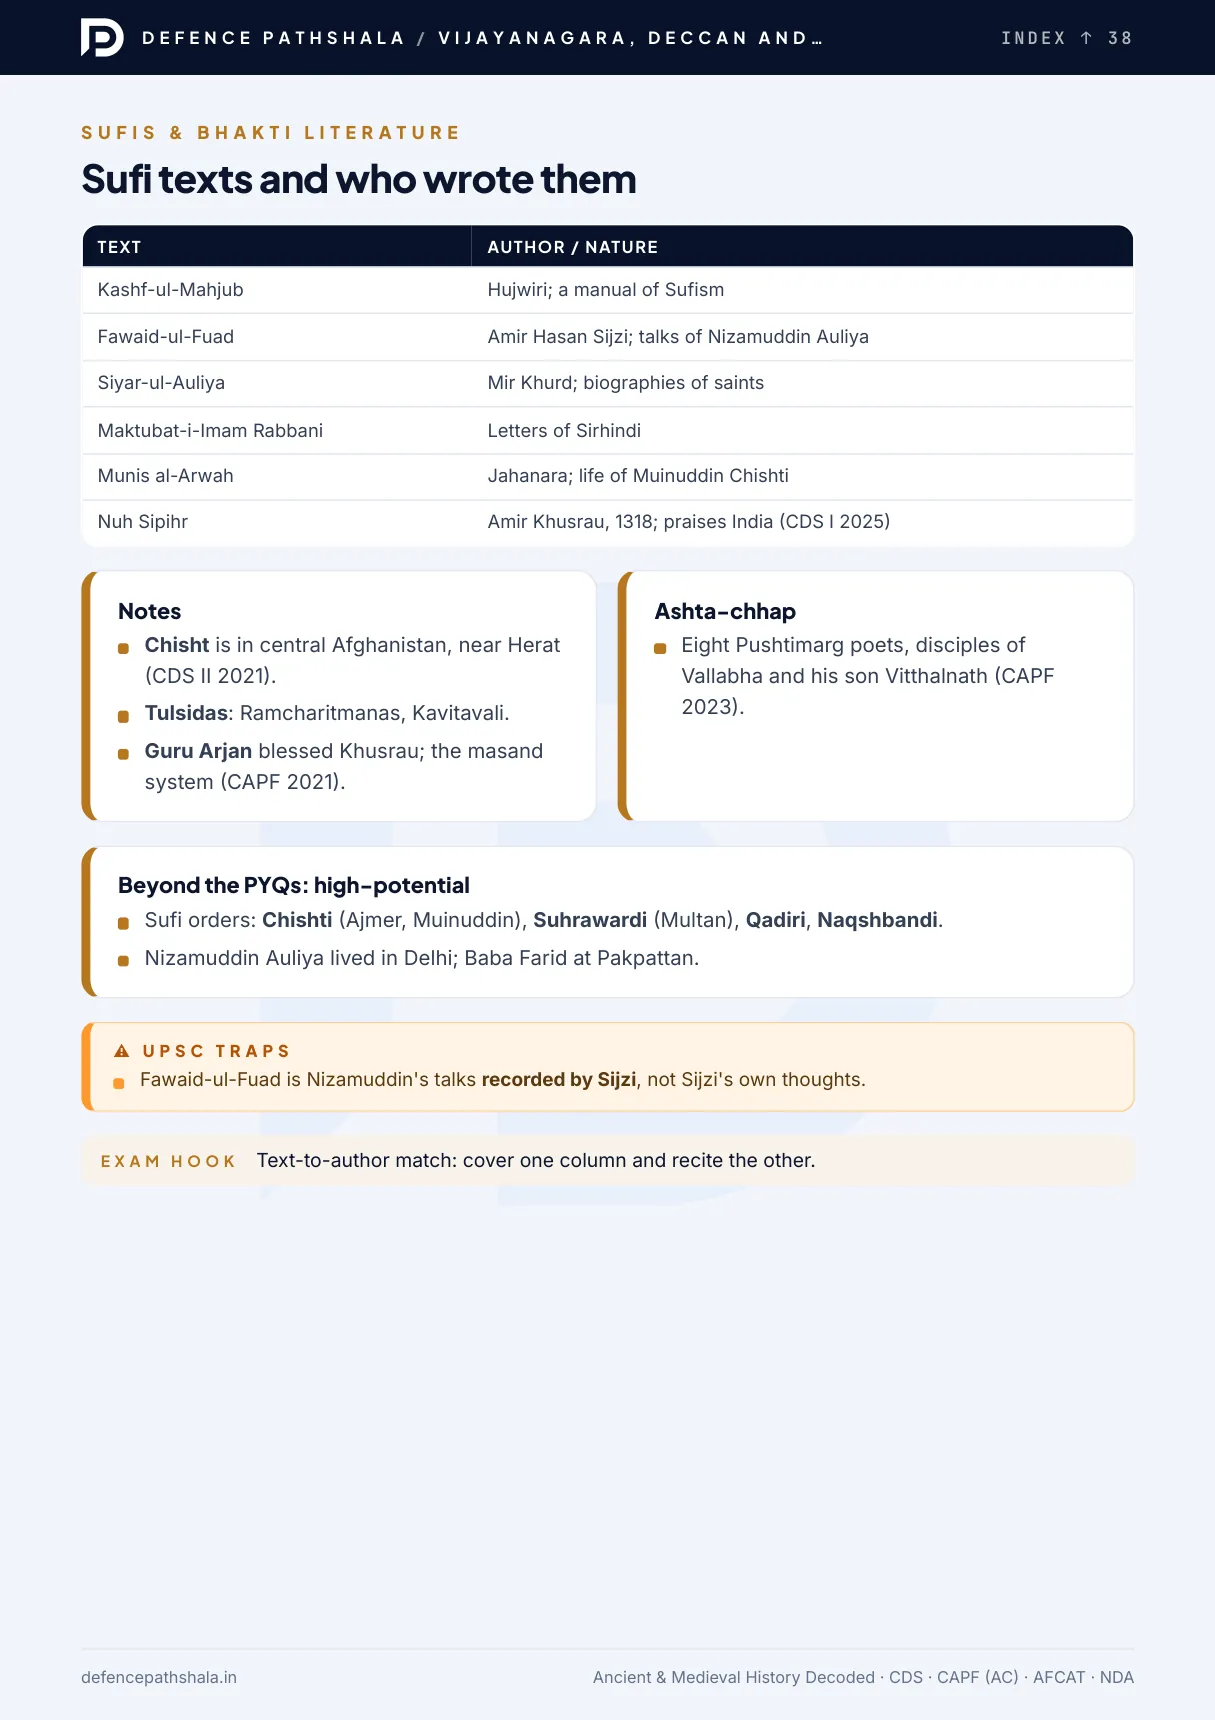 DEFENCE PATHSHALA / VIJAYANAGARA, DECCAN AND…
INDEX ↑ 38
SUFIS & BHAKTI LITERATURE
Sufi texts and who wrote them
TEXT AUTHOR / NATURE
Kashf-ul-Mahjub Hujwiri; a manual of Sufism
Fawaid-ul-Fuad Amir Hasan Sijzi; talks of Nizamuddin Auliya
Siyar-ul-Auliya Mir Khurd; biographies of saints
Maktubat-i-Imam Rabbani Letters of Sirhindi
Munis al-Arwah Jahanara; life of Muinuddin Chishti
Nuh Sipihr Amir Khusrau, 1318; praises India (CDS I 2025)
Notes
Chisht is in central Afghanistan, near Herat
(CDS II 2021).
Tulsidas: Ramcharitmanas, Kavitavali.
Guru Arjan blessed Khusrau; the masand
system (CAPF 2021).
Ashta-chhap
Eight Pushtimarg poets, disciples of
Vallabha and his son Vitthalnath (CAPF
2023).
Beyond the PYQs: high-potential
Sufi orders: Chishti (Ajmer, Muinuddin), Suhrawardi (Multan), Qadiri, Naqshbandi.
Nizamuddin Auliya lived in Delhi; Baba Farid at Pakpattan.
⚠ UPSC TRAPS
Fawaid-ul-Fuad is Nizamuddin's talks recorded by Sijzi, not Sijzi's own thoughts.
EXAM HOOK Text-to-author match: cover one column and recite the other.
defencepathshala.in
Ancient & Medieval History Decoded · CDS · CAPF (AC) · AFCAT · NDA